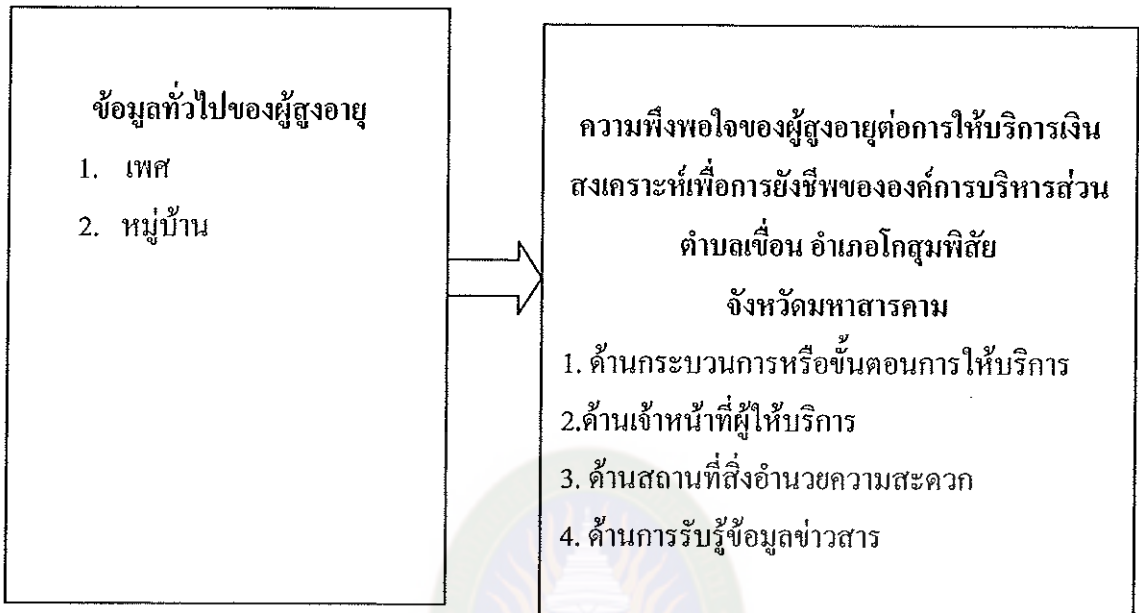 ข้อมูลทั่วไปของผู้สูงอายุ
1. เพศ
2. หมู่บ้าน
ความพึงพอใจของผู้สูงอายุต่อการให้บริการเงิน
สงเคราะห์เพื่อการยังชีพขององค์การบริหารส่วน
ตำบลเขื่อน อำเภอโกสุมพิสัย
จังหวัดมหาสารคาม
1. ด้านกระบวนการหรือขั้นตอนการให้บริการ
2.ด้านเจ้าหน้าที่ผู้ให้บริการ
3. ด้านสถานที่สิ่งอำนวยความสะดวก
4. ด้านการรับรู้ข้อมูลข่าวสาร